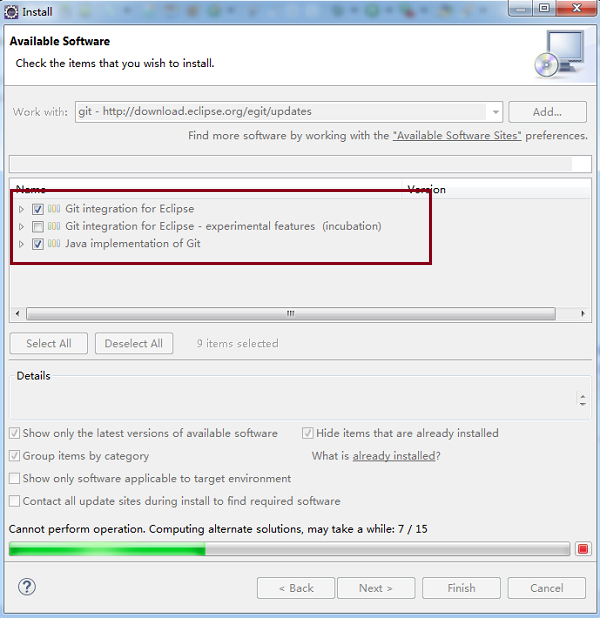 Install
Available Software
Check the items that you wish to install.
Work with: git - http://download.eclipse.org/egit/updates Add...
Find more software by working with the "Available Software Sites" preferences.
Name Version
Git integration for Eclipse
Git integration for Eclipse - experimental features (incubation)
Java implementation of Git
Select All Deselect All 9 items selected
Details
Show only the latest versions of available software Hide items that are already installed
Group items by category What is already installed?
Show only software applicable to target environment
Contact all update sites during install to find required software
Cannot perform operation. Computing alternate solutions, may take a while: 7 / 15
? < Back Next > Finish Cancel